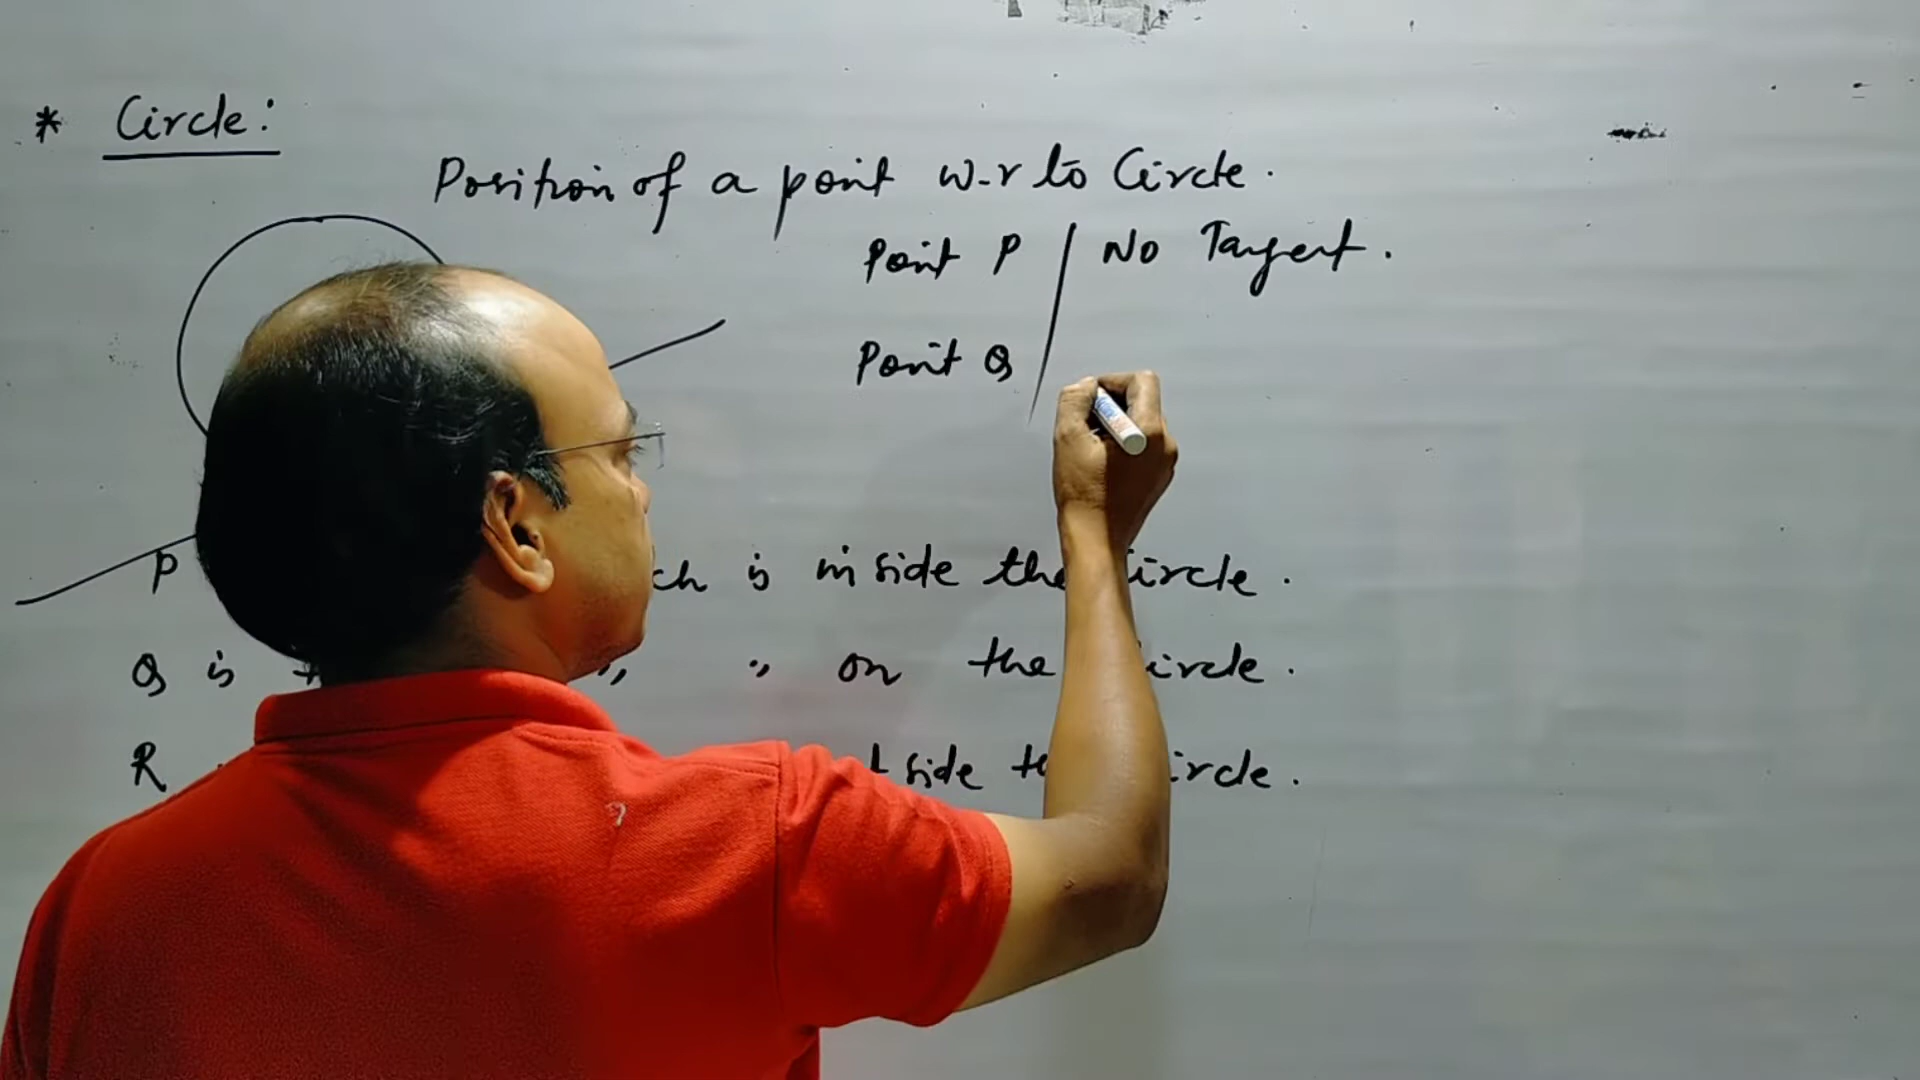 * Circle:
Position of a point w-r to Circle.
Point P / No Tangent.
Point Q
P is inside the circle.
Q is " " on the circle.
R side the circle.